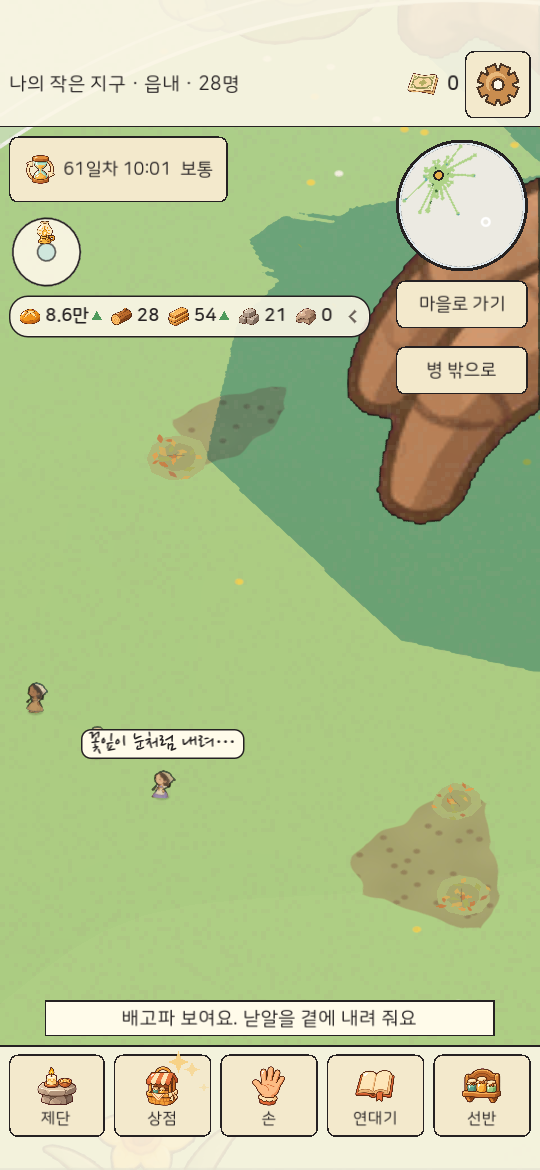 나의 작은 지구 · 읍내 · 28명
0
61일차 10:01 보통
8.6만 28 54 21 0
마을로 가기
병 밖으로
꽃잎이 눈처럼 내려…
배고파 보여요. 낟알을 곁에 내려 줘요
제단
상점
손
연대기
선반